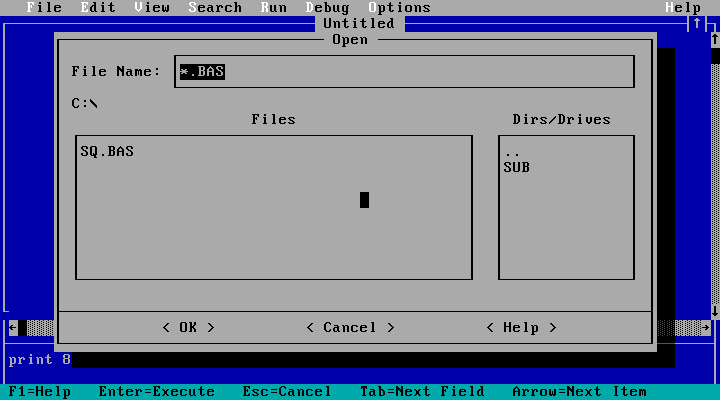 File Edit View Search Run Debug Options Help
Untitled
Open
File Name: *.BAS
C:\
Files Dirs/Drives
SQ.BAS ..
SUB
< OK > < Cancel > < Help >
print 8
F1=Help Enter=Execute Esc=Cancel Tab=Next Field Arrow=Next Item